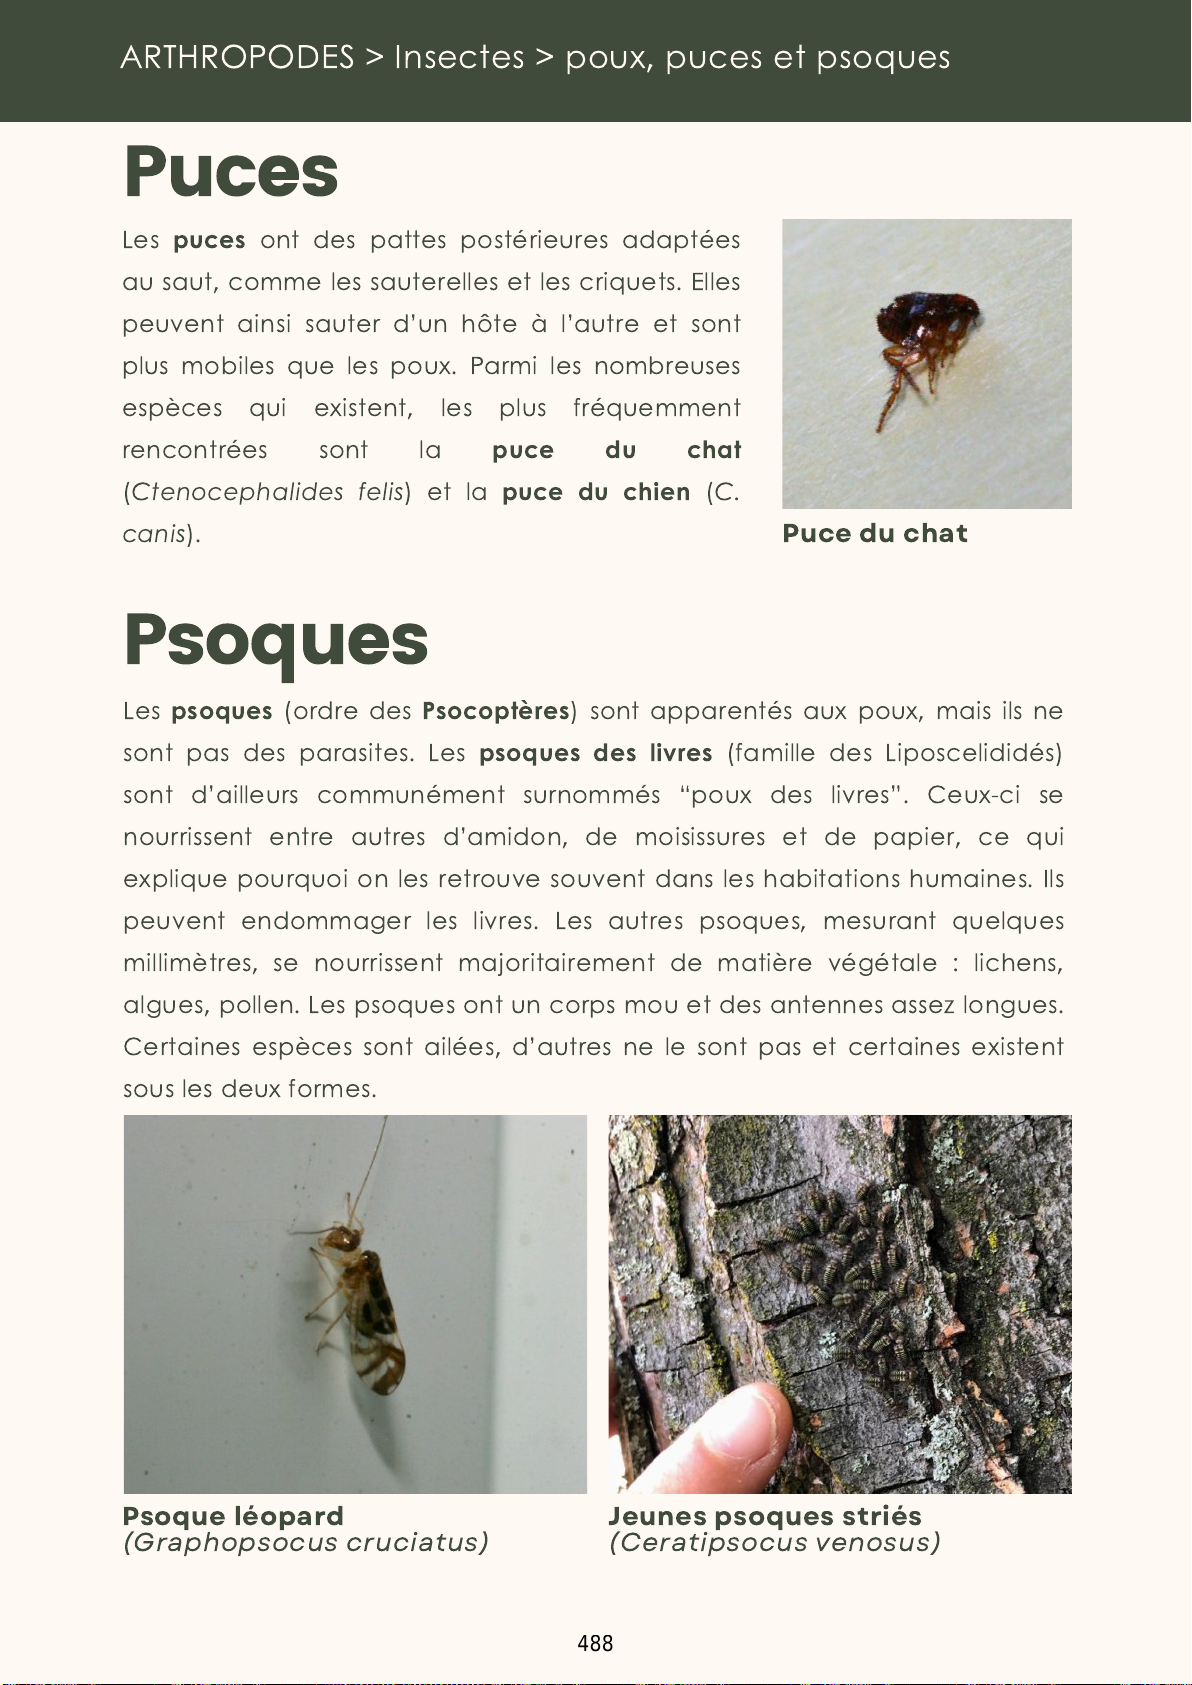 ARTHROPODES > Insectes > poux, puces et psoques
Puces
Les puces ont des pattes postérieures adaptées
au saut, comme les sauterelles et les criquets. Elles
peuvent ainsi sauter d’un hôte à l’autre et sont
plus mobiles que les poux. Parmi les nombreuses
espèces qui existent, les plus fréquemment
rencontrées sont la puce du chat
(Ctenocephalides felis) et la puce du chien (C.
canis).
Puce du chat
Psoques
Les psoques (ordre des Psocoptères) sont apparentés aux poux, mais ils ne
sont pas des parasites. Les psoques des livres (famille des Liposcelididés)
sont d’ailleurs communément surnommés “poux des livres”. Ceux-ci se
nourrissent entre autres d’amidon, de moisissures et de papier, ce qui
explique pourquoi on les retrouve souvent dans les habitations humaines. Ils
peuvent endommager les livres. Les autres psoques, mesurant quelques
millimètres, se nourrissent majoritairement de matière végétale : lichens,
algues, pollen. Les psoques ont un corps mou et des antennes assez longues.
Certaines espèces sont ailées, d’autres ne le sont pas et certaines existent
sous les deux formes.
Psoque léopard
(Graphopsocus cruciatus)
Jeunes psoques striés
(Ceratipsocus venosus)
488